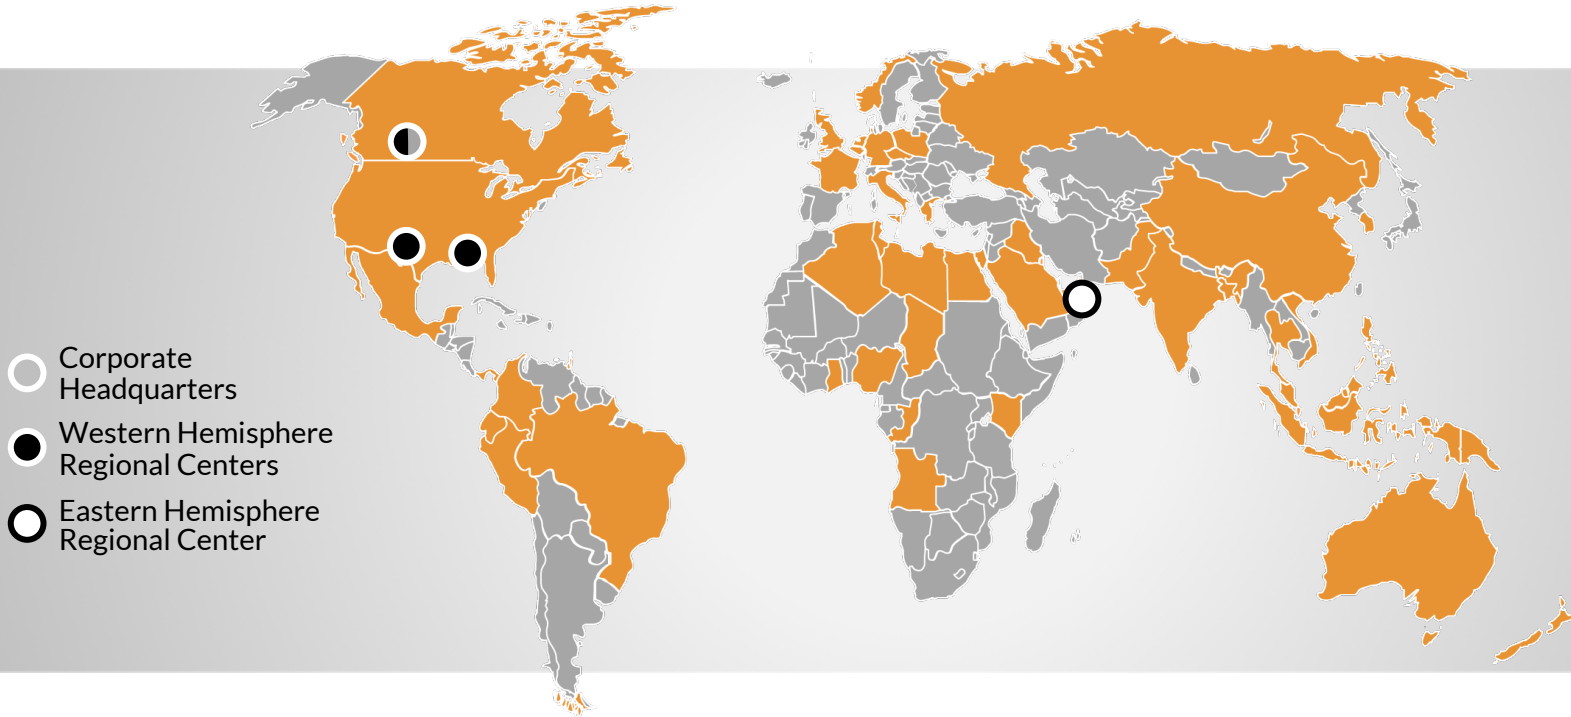 Corporate
Headquarters
Western Hemisphere
Regional Centers
Eastern Hemisphere
Regional Center